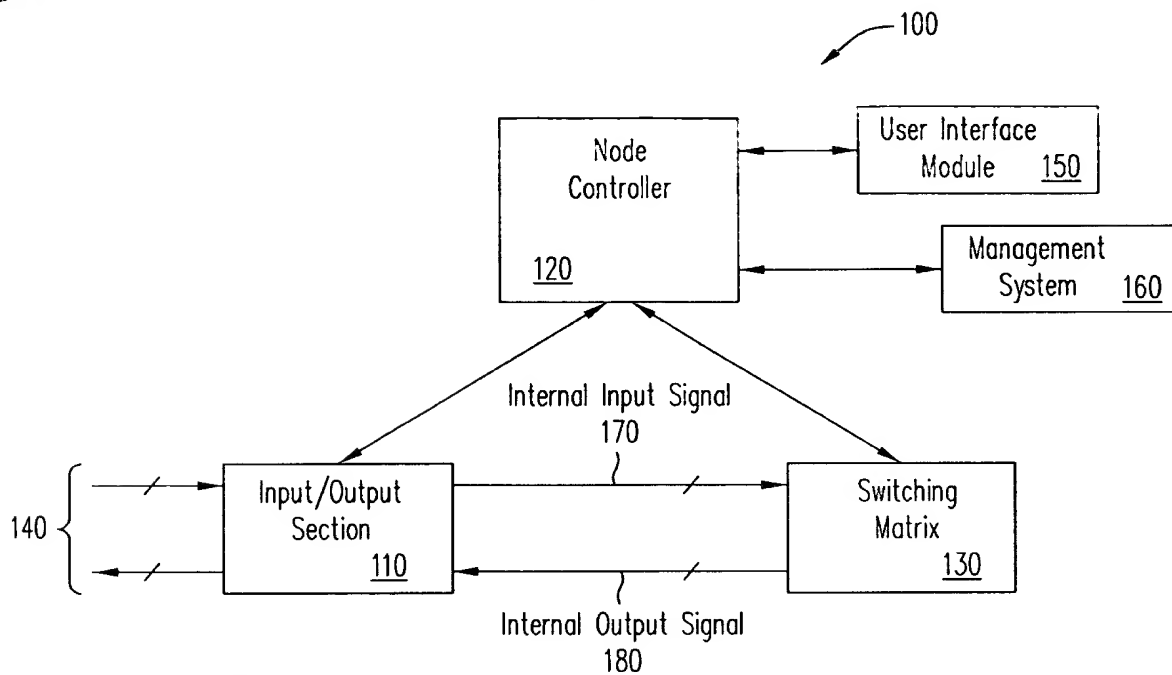 100
Node
Controller
120
User Interface
Module 150
Management
System 160
Internal Input Signal
170
140
Input/Output
Section
110
Switching
Matrix
130
Internal Output Signal
180